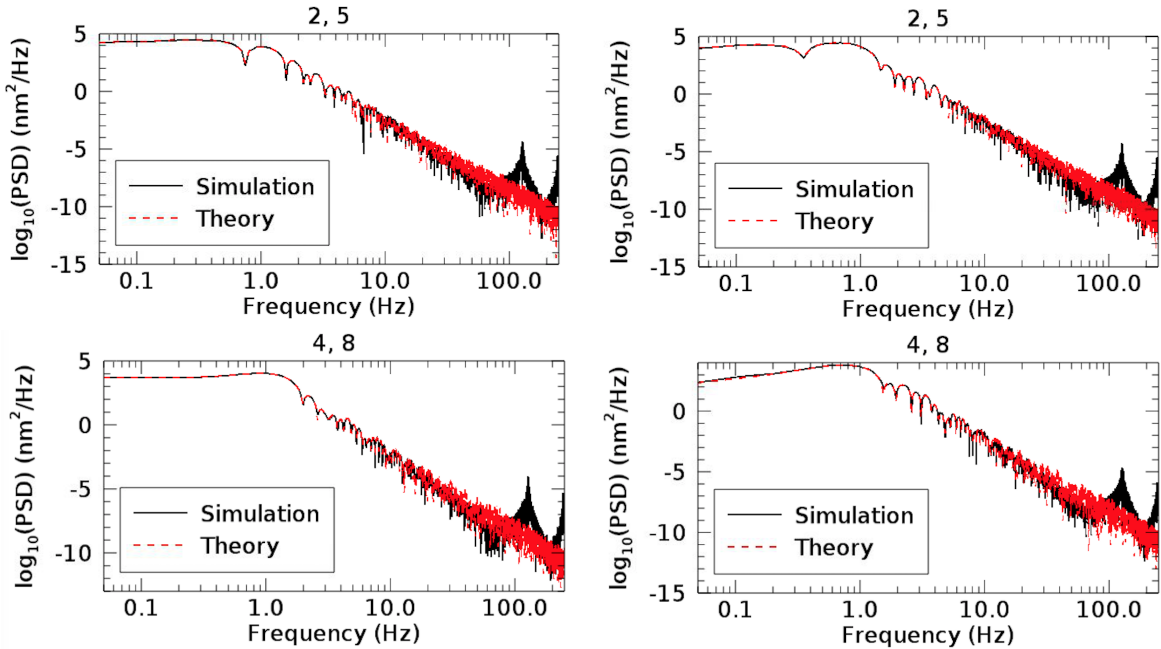 2, 5
log₁₀(PSD) (nm²/Hz)
5
0
-5
-10
-15
Simulation
Theory
0.1 1.0 10.0 100.0
Frequency (Hz)
2, 5
log₁₀(PSD) (nm²/Hz)
5
0
-5
-10
-15
Simulation
Theory
0.1 1.0 10.0 100.0
Frequency (Hz)
4, 8
log₁₀(PSD) (nm²/Hz)
5
0
-5
-10
Simulation
Theory
0.1 1.0 10.0 100.0
Frequency (Hz)
4, 8
log₁₀(PSD) (nm²/Hz)
0
-5
-10
-15
Simulation
Theory
0.1 1.0 10.0 100.0
Frequency (Hz)